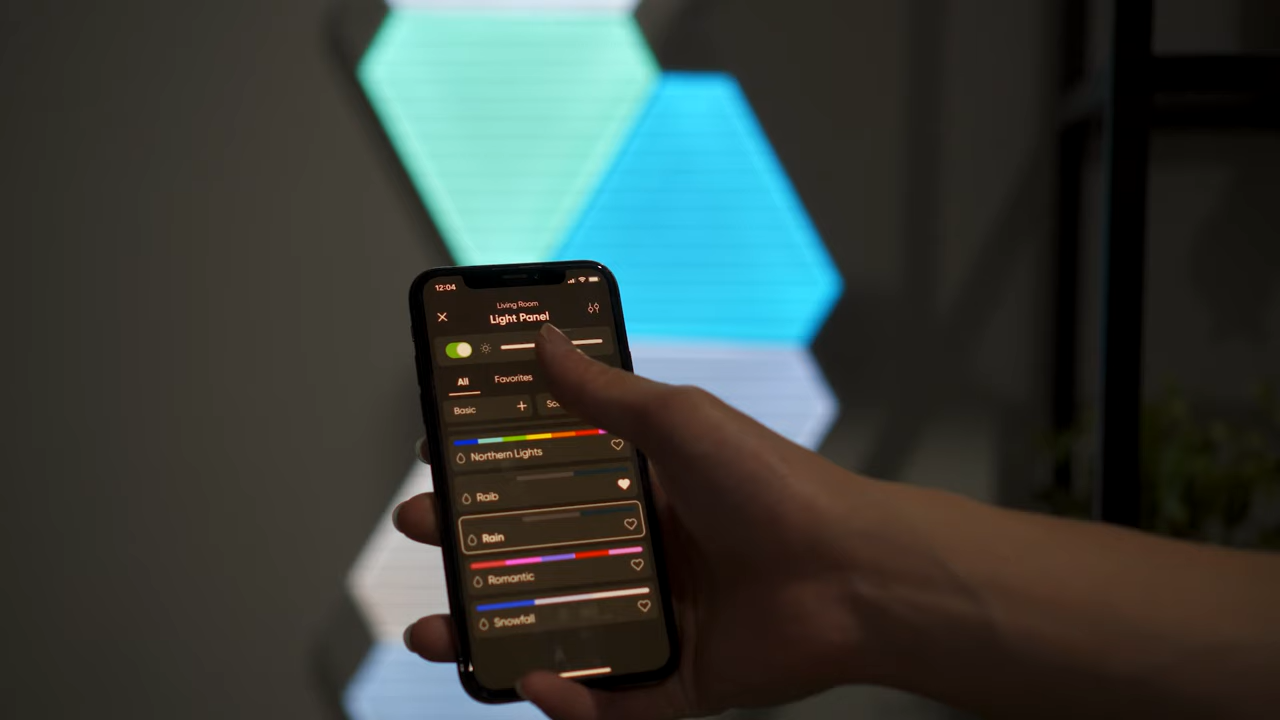 12:04
Living Room
Light Panel
All Favorites
Basic
Northern Lights
Raib
Rain
Romantic
Snowfall